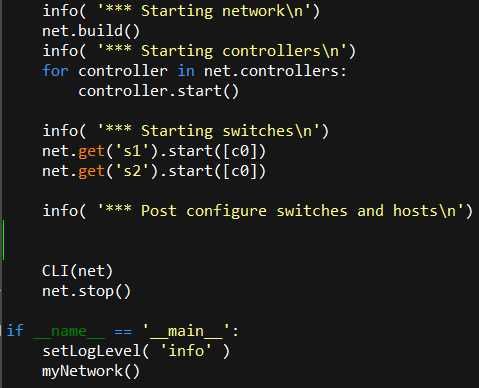 info( '*** Starting network\n')
net.build()
info( '*** Starting controllers\n')
for controller in net.controllers:
controller.start()
info( '*** Starting switches\n')
net.get('s1').start([c0])
net.get('s2').start([c0])
info( '*** Post configure switches and hosts\n')
CLI(net)
net.stop()
if __name__ == '__main__':
setLogLevel( 'info' )
myNetwork()